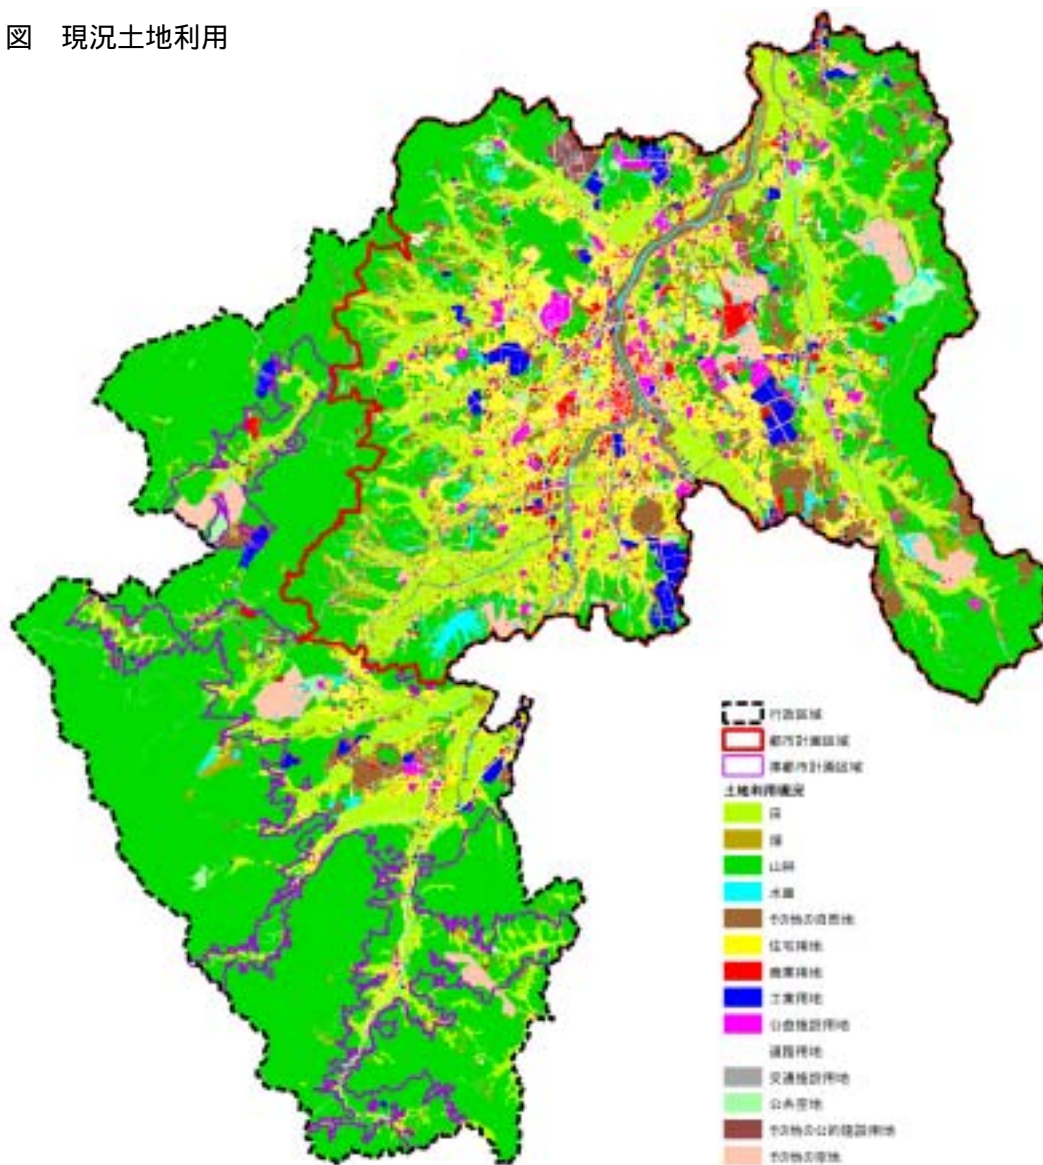 図　現況土地利用
行政区域
都市計画区域
準都市計画区域
土地利用現況
田
畑
山林
水面
その他の自然地
住宅用地
商業用地
工業用地
公益施設用地
道路用地
交通施設用地
公共空地
その他の公的施設用地
その他の空地